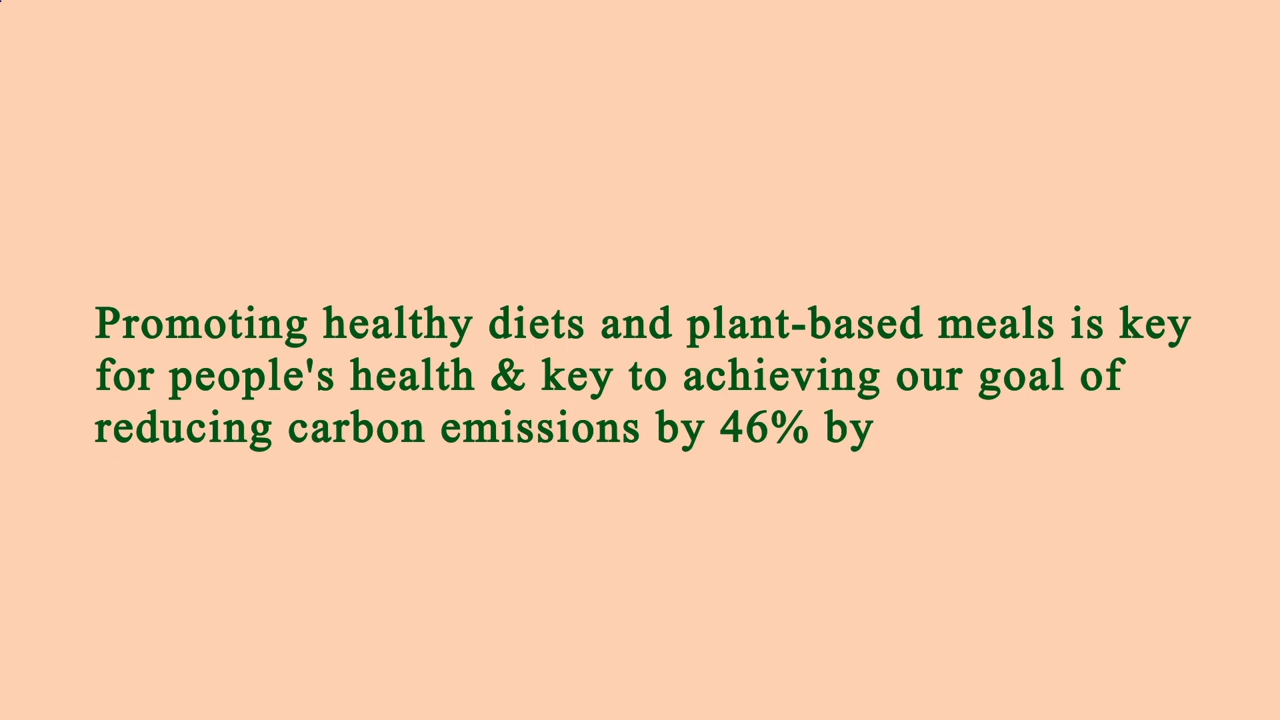 Promoting healthy diets and plant-based meals is key
for people's health & key to achieving our goal of
reducing carbon emissions by 46% by